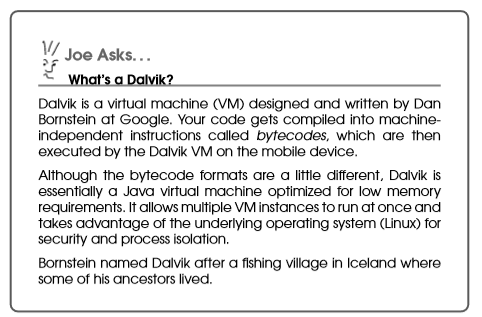 Joe Asks...
What's a Dalvik?
Dalvik is a virtual machine (VM) designed and written by Dan
Bornstein at Google. Your code gets compiled into machine-
independent instructions called bytecodes, which are then
executed by the Dalvik VM on the mobile device.
Although the bytecode formats are a little different, Dalvik is
essentially a Java virtual machine optimized for low memory
requirements. It allows multiple VM instances to run at once and
takes advantage of the underlying operating system (Linux) for
security and process isolation.
Bornstein named Dalvik after a fishing village in Iceland where
some of his ancestors lived.